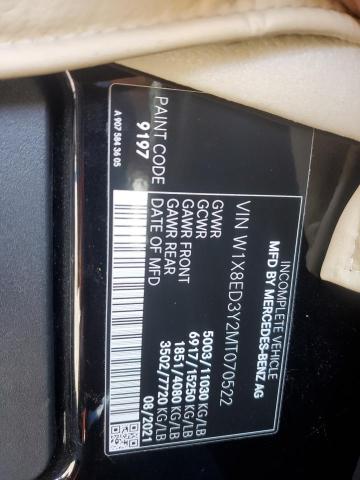 INCOMPLETE VEHICLE
MFD BY MERCEDES-BENZ AG
VIN W1X8ED3Y2MT070522
GVWR 5003/11030 KG/LB
GCWR 6917/15250 KG/LB
GAWR FRONT 1851/4080 KG/LB
GAWR REAR 3502/7720 KG/LB
DATE OF MFD 08/2021
PAINT CODE
9197
A 907 584 36 05